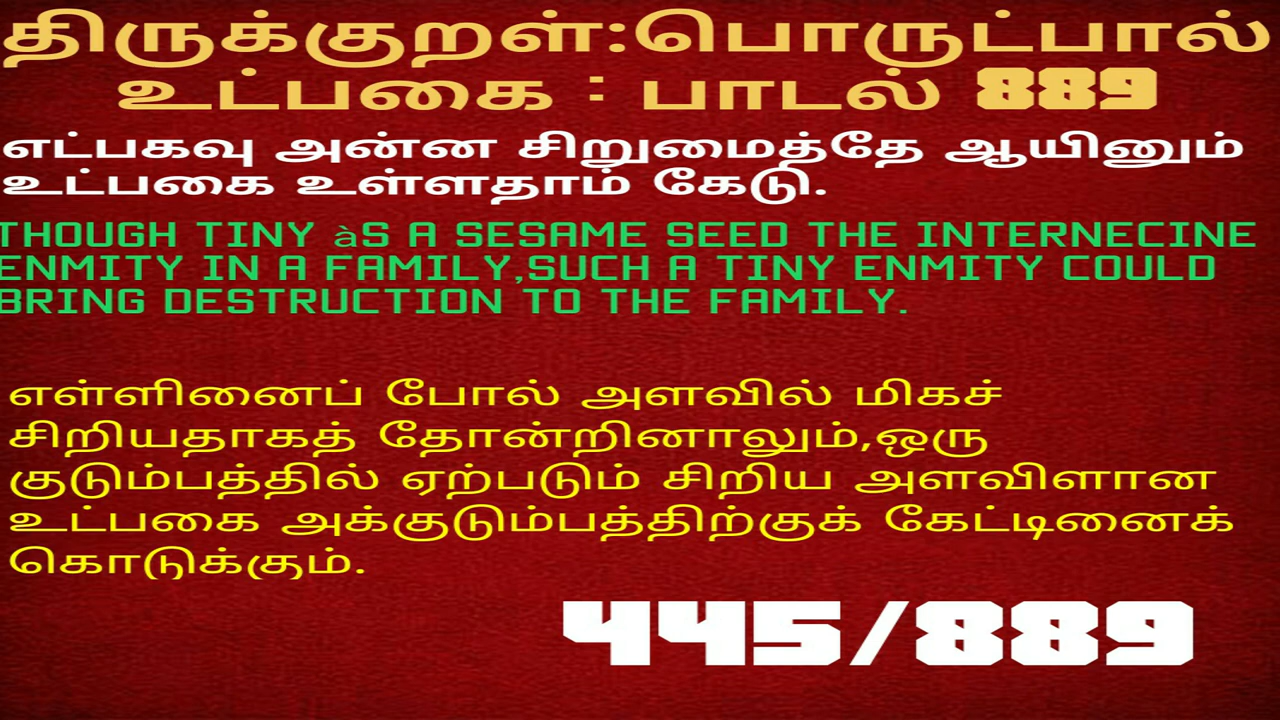 திருக்குறள்:பொருட்பால்
உட்பகை : பாடல் 889
எட்பகவு அன்ன சிறுமைத்தே ஆயினும்
உட்பகை உள்ளதாம் கேடு.
THOUGH TINY àS A SESAME SEED THE INTERNECINE
ENMITY IN A FAMILY,SUCH A TINY ENMITY COULD
BRING DESTRUCTION TO THE FAMILY.
எள்ளினைப் போல் அளவில் மிகச்
சிறியதாகத் தோன்றினாலும்,ஒரு
குடும்பத்தில் ஏற்படும் சிறிய அளவிளான
உட்பகை அக்குடும்பத்திற்குக் கேட்டினைக்
கொடுக்கும்.
445/889